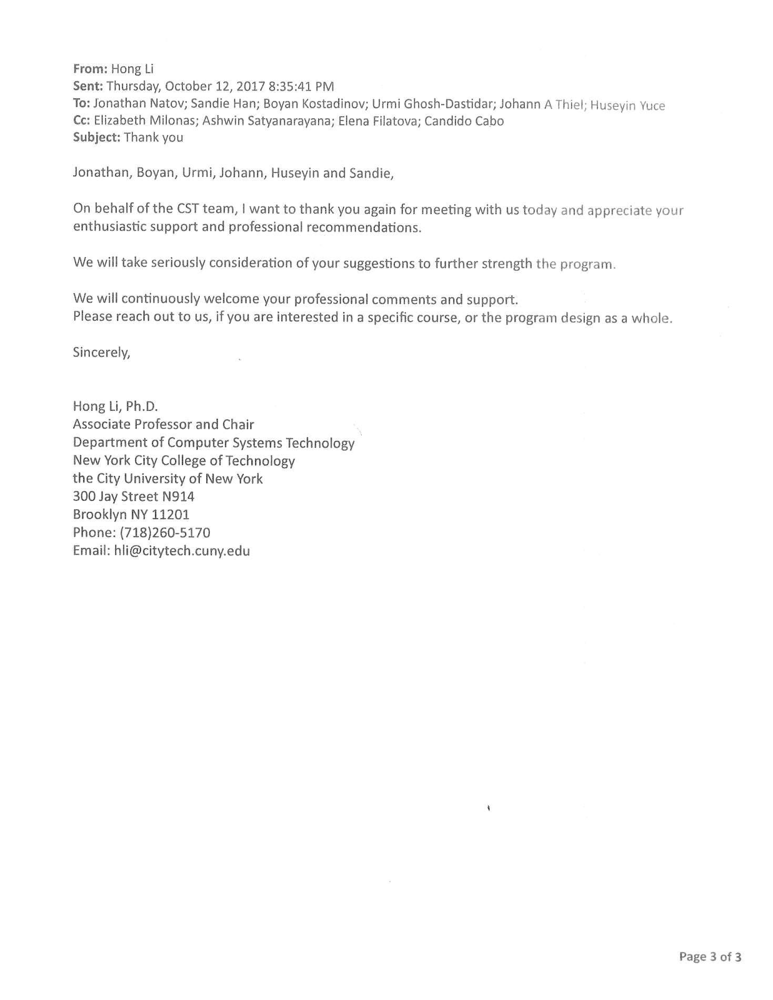 From: Hong Li
Sent: Thursday, October 12, 2017 8:35:41 PM
To: Jonathan Natov; Sandie Han; Boyan Kostadinov; Urmi Ghosh-Dastidar; Johann A Thiel; Huseyin Yuce
Cc: Elizabeth Milonas; Ashwin Satyanarayana; Elena Filatova; Candido Cabo
Subject: Thank you
Jonathan, Boyan, Urmi, Johann, Huseyin and Sandie,
On behalf of the CST team, I want to thank you again for meeting with us today and appreciate your
enthusiastic support and professional recommendations.
We will take seriously consideration of your suggestions to further strength the program.
We will continuously welcome your professional comments and support.
Please reach out to us, if you are interested in a specific course, or the program design as a whole.
Sincerely,
Hong Li, Ph.D.
Associate Professor and Chair
Department of Computer Systems Technology
New York City College of Technology
the City University of New York
300 Jay Street N914
Brooklyn NY 11201
Phone: (718)260-5170
Email: hli@citytech.cuny.edu
Page 3 of 3